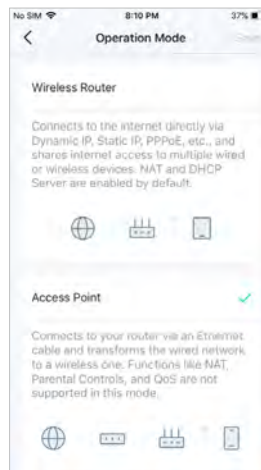 No SIM 8:10 PM 37%
Operation Mode
Wireless Router
Connects to the internet directly via
Dynamic IP, Static IP, PPPoE, etc., and
shares internet access to multiple wired
or wireless devices. NAT and DHCP
Server are enabled by default.
Access Point
Connects to your router via an Ethernet
cable and transforms the wired network
to a wireless one. Functions like NAT,
Parental Controls, and QoS are not
supported in this mode.